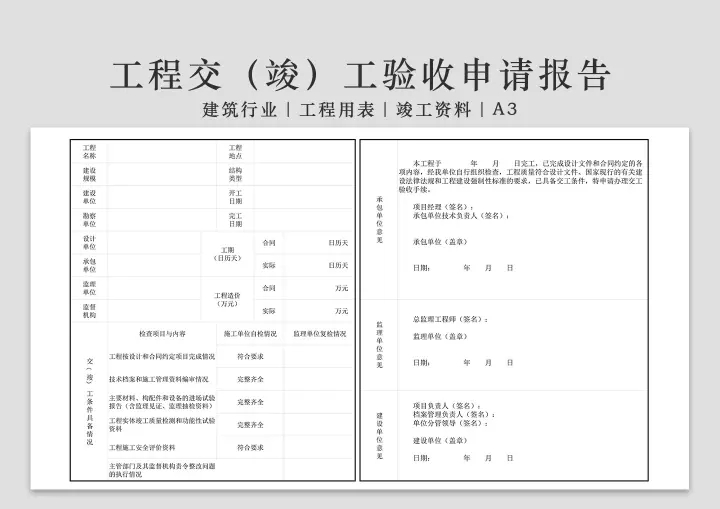 工程交（竣）工验收申请报告
建筑行业|工程用表|竣工资料|A3
工程
名称
工程
地点
建设
规模
结构
类型
建设
单位
开工
日期
勘察
单位
完工
日期
设计
单位
工期
（日历天）
合同
日历天
承包
单位
实际
日历天
监理
单位
工程造价
（万元）
合同
万元
监督
机构
实际
万元
交（竣）工条件具备情况
检查项目与内容
施工单位自检情况
监理单位复检情况
工程按设计和合同约定项目完成情况
符合要求
技术档案和施工管理资料编审情况
完整齐全
主要材料、构配件和设备的进场试验
报告（含监理见证、监理抽检资料）
完整齐全
工程实体竣工质量检测和功能性试验
资料
完整齐全
工程施工安全评价资料
符合要求
主管部门及其监督机构责令整改问题
的执行情况
承包单位意见
本工程于 年 月 日完工，已完成设计文件和合同约定的各
项内容，经我单位自行组织检查，工程质量符合设计文件、国家现行的有关建
设法律法规和工程建设强制性标准的要求，已具备交工条件，特申请办理交工
验收手续。
项目经理（签名）：
承包单位技术负责人（签名）：
承包单位（盖章）
日期： 年 月 日
监理单位意见
总监理工程师（签名）：
监理单位（盖章）
日期： 年 月 日
建设单位意见
项目负责人（签名）：
档案管理负责人（签名）：
单位分管领导（签名）：
建设单位（盖章）
日期： 年 月 日